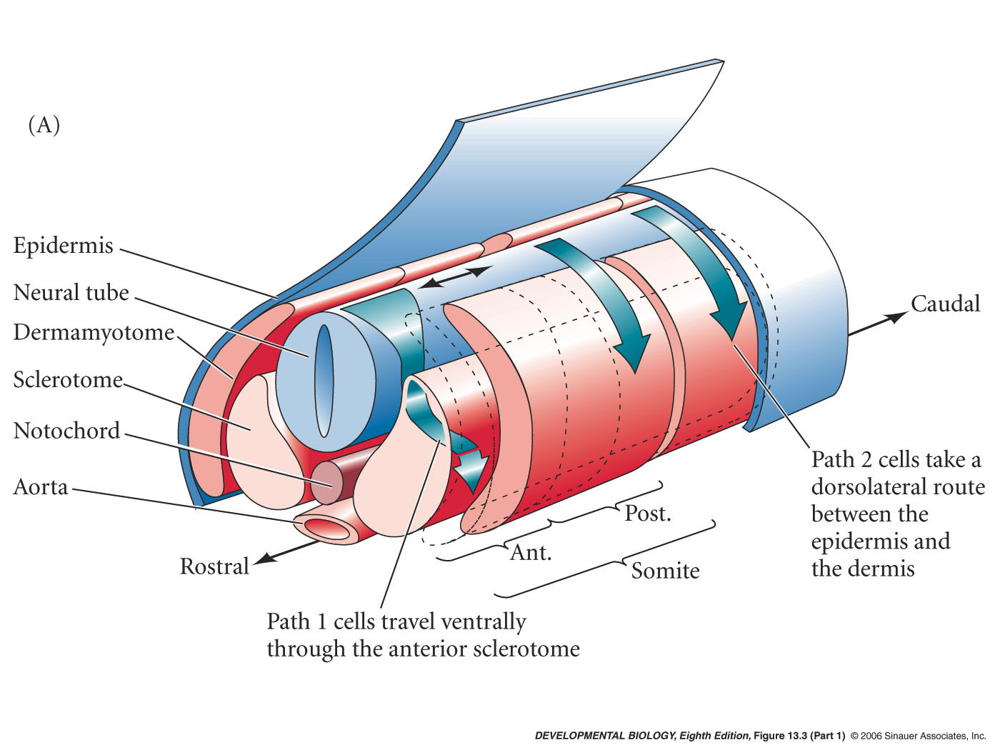 (A)
Epidermis
Neural tube
Dermamyotome
Sclerotome
Notochord
Aorta
Rostral
Caudal
Path 1 cells travel ventrally
through the anterior sclerotome
Ant.
Post.
Somite
Path 2 cells take a
dorsolateral route
between the
epidermis and
the dermis
DEVELOPMENTAL BIOLOGY, Eighth Edition, Figure 13.3 (Part 1) © 2006 Sinauer Associates, Inc.